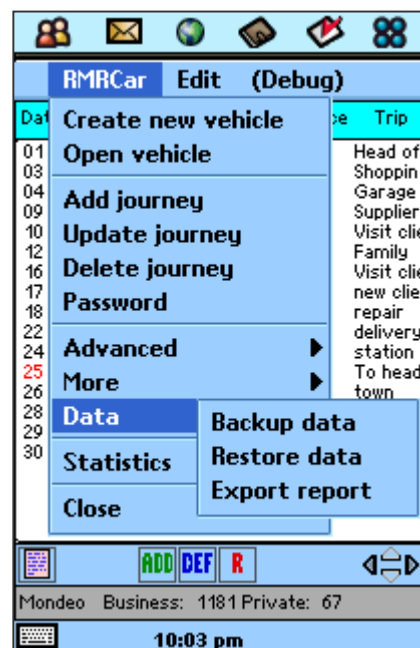 RMRCar Edit (Debug)
Trip
Create new vehicle
Open vehicle
Add journey
Update journey
Delete journey
Password
Advanced
More
Data
Backup data
Restore data
Export report
Statistics
Close
01 Head of
03 Shoppin
04 Garage
09 Supplier
10 Visit clie
12 Family
16 Visit clie
17 new clie
18 repair
22 delivery
24 station
25 To head
26 town
28
29
30
ADD DEF R
Mondeo Business: 1181 Private: 67
10:03 pm